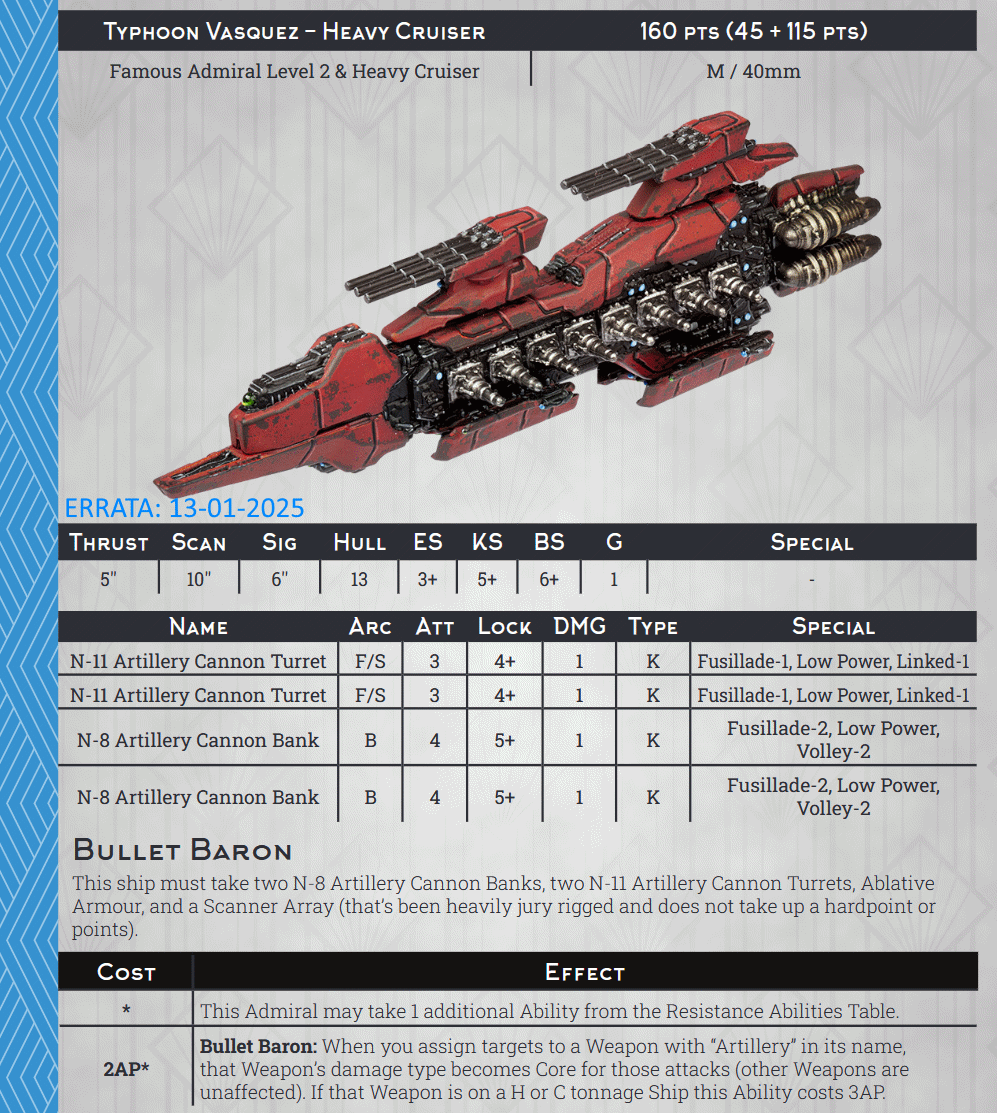 Typhoon Vasquez – Heavy Cruiser 160 pts (45 + 115 pts)
Famous Admiral Level 2 & Heavy Cruiser M / 40mm
ERRATA: 13-01-2025
Thrust Scan Sig Hull ES KS BS G Special
5" 10" 6" 13 3+ 5+ 6+ 1 -
Name Arc Att Lock DMG Type Special
N-11 Artillery Cannon Turret F/S 3 4+ 1 K Fusillade-1, Low Power, Linked-1
N-11 Artillery Cannon Turret F/S 3 4+ 1 K Fusillade-1, Low Power, Linked-1
N-8 Artillery Cannon Bank B 4 5+ 1 K Fusillade-2, Low Power,
Volley-2
N-8 Artillery Cannon Bank B 4 5+ 1 K Fusillade-2, Low Power,
Volley-2
Bullet Baron
This ship must take two N-8 Artillery Cannon Banks, two N-11 Artillery Cannon Turrets, Ablative
Armour, and a Scanner Array (that's been heavily jury rigged and does not take up a hardpoint or
points).
Cost Effect
* This Admiral may take 1 additional Ability from the Resistance Abilities Table.
2AP* Bullet Baron: When you assign targets to a Weapon with "Artillery" in its name,
that Weapon's damage type becomes Core for those attacks (other Weapons are
unaffected). If that Weapon is on a H or C tonnage Ship this Ability costs 3AP.